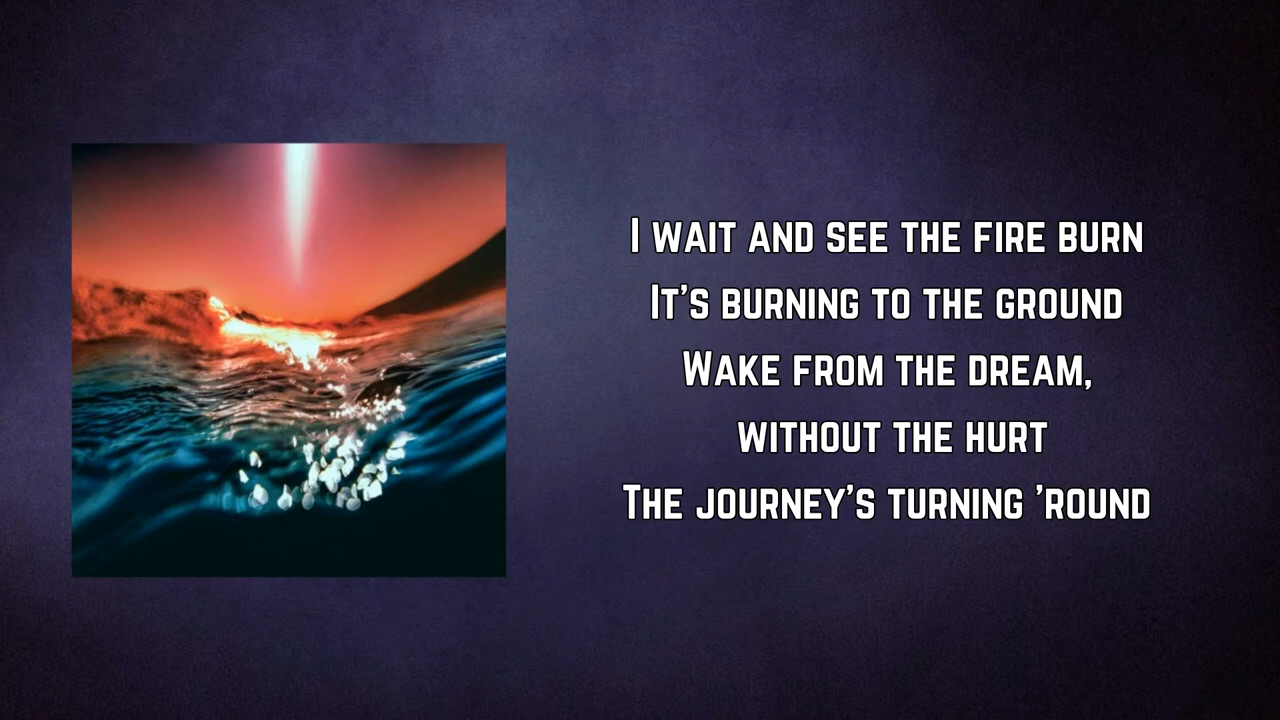 I WAIT AND SEE THE FIRE BURN
IT'S BURNING TO THE GROUND
WAKE FROM THE DREAM,
WITHOUT THE HURT
THE JOURNEY'S TURNING 'ROUND